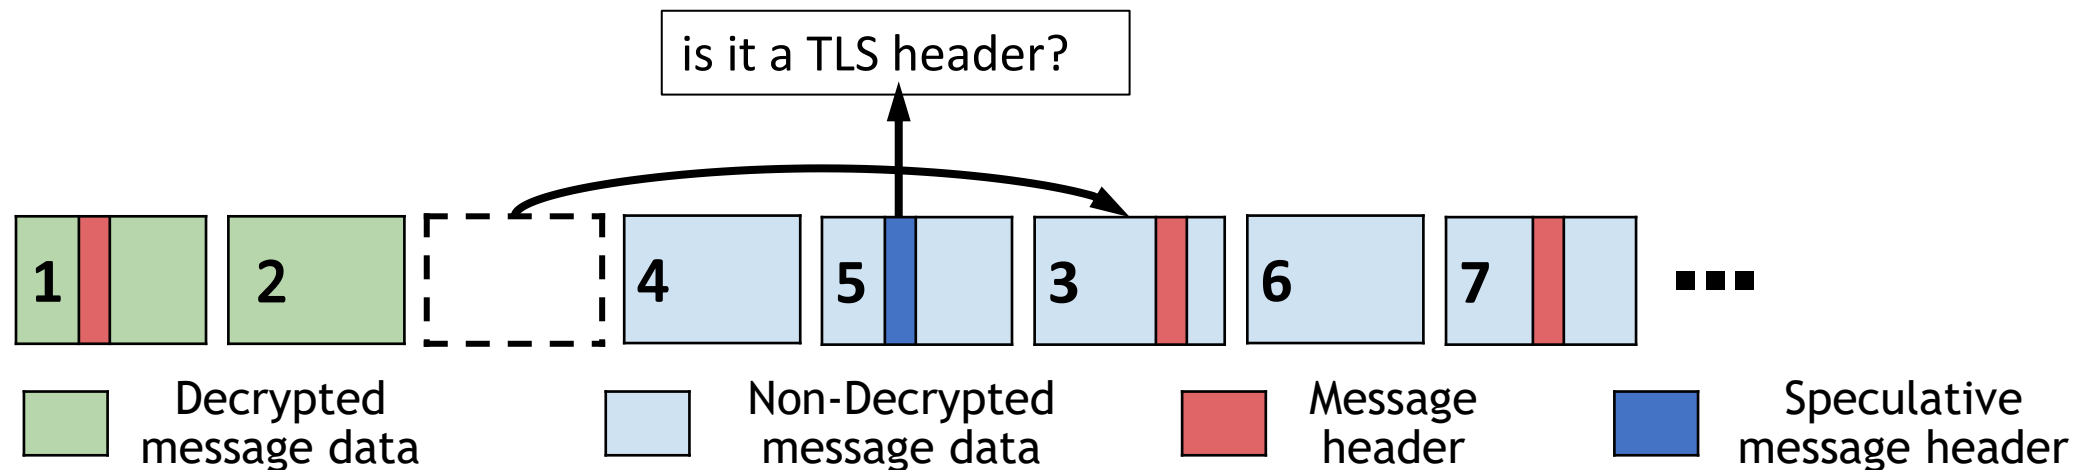 is it a TLS header?
1 2 4 5 3 6 7
Decrypted
message data
Non-Decrypted
message data
Message
header
Speculative
message header